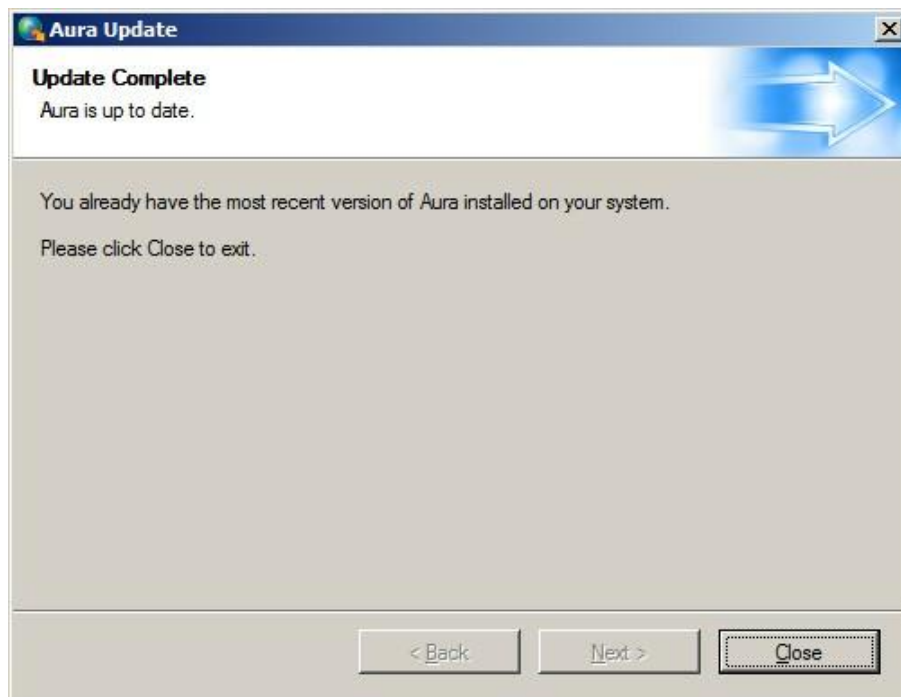 Aura Update
Update Complete
Aura is up to date.
You already have the most recent version of Aura installed on your system.
Please click Close to exit.
< Back
Next >
Close